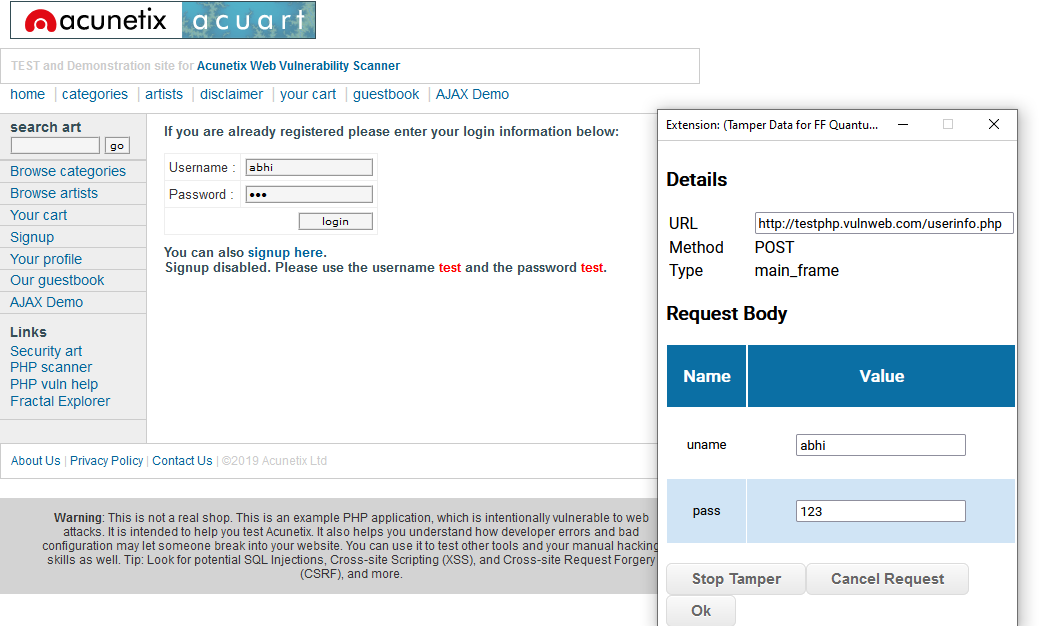 acunetix acuart
TEST and Demonstration site for Acunetix Web Vulnerability Scanner
home | categories | artists | disclaimer | your cart | guestbook | AJAX Demo
search art
go
Browse categories
Browse artists
Your cart
Signup
Your profile
Our guestbook
AJAX Demo
Links
Security art
PHP scanner
PHP vuln help
Fractal Explorer
If you are already registered please enter your login information below:
Username : abhi
Password : •••
login
You can also signup here.
Signup disabled. Please use the username test and the password test.
About Us | Privacy Policy | Contact Us | ©2019 Acunetix Ltd
Warning: This is not a real shop. This is an example PHP application, which is intentionally vulnerable to web
attacks. It is intended to help you test Acunetix. It also helps you understand how developer errors and bad
configuration may let someone break into your website. You can use it to test other tools and your manual hacking
skills as well. Tip: Look for potential SQL Injections, Cross-site Scripting (XSS), and Cross-site Request Forgery
(CSRF), and more.
Extension: (Tamper Data for FF Quantu...
Details
URL http://testphp.vulnweb.com/userinfo.php
Method POST
Type main_frame
Request Body
Name Value
uname abhi
pass 123
Stop Tamper Cancel Request
Ok